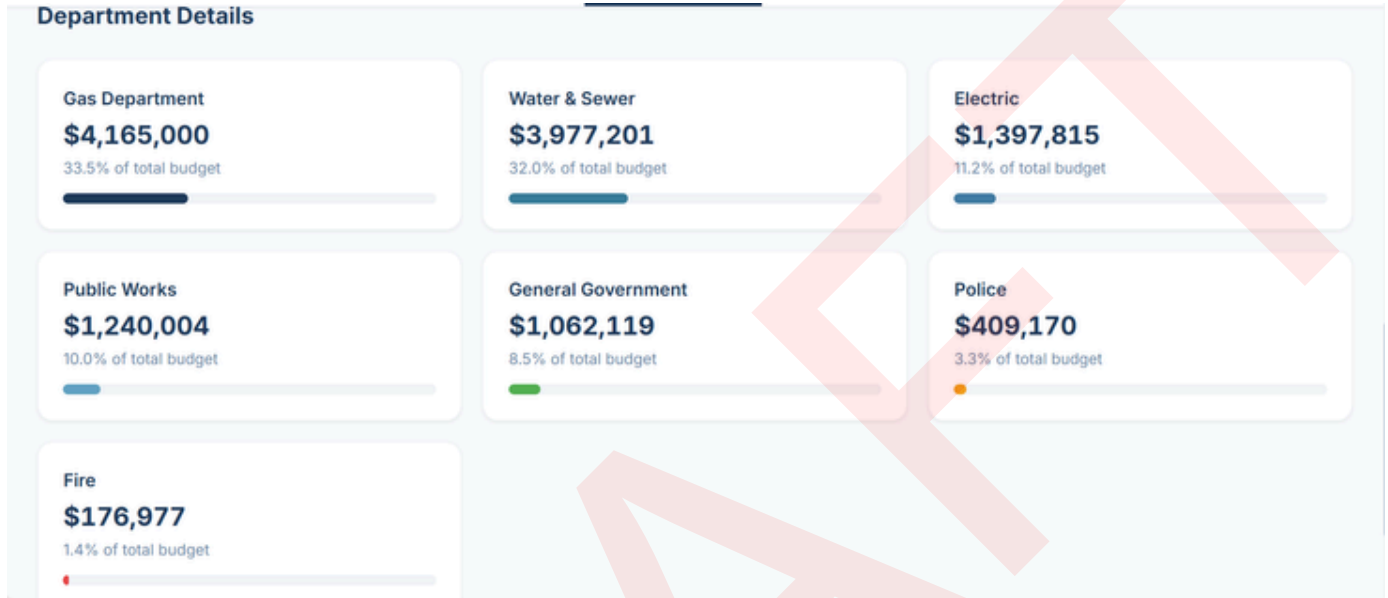 Department Details
Gas Department
$4,165,000
33.5% of total budget
Water & Sewer
$3,977,201
32.0% of total budget
Electric
$1,397,815
11.2% of total budget
Public Works
$1,240,004
10.0% of total budget
General Government
$1,062,119
8.5% of total budget
Police
$409,170
3.3% of total budget
Fire
$176,977
1.4% of total budget
AFT